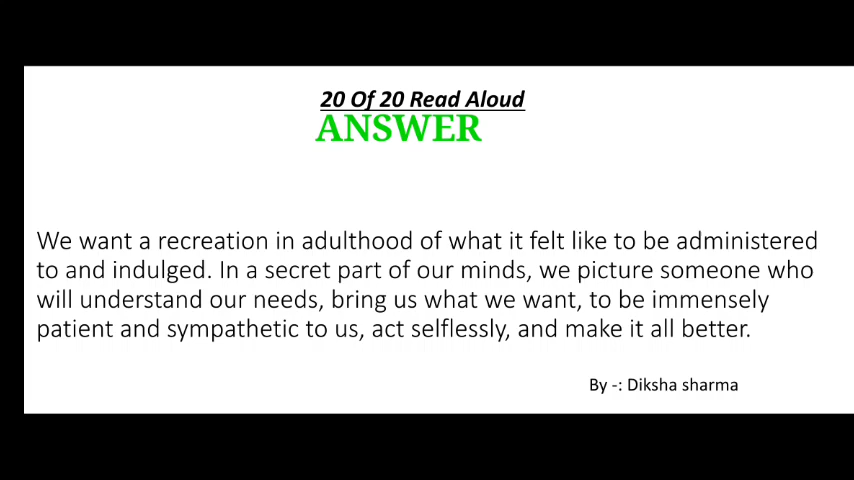 20 Of 20 Read Aloud
ANSWER
We want a recreation in adulthood of what it felt like to be administered
to and indulged. In a secret part of our minds, we picture someone who
will understand our needs, bring us what we want, to be immensely
patient and sympathetic to us, act selflessly, and make it all better.
By -: Diksha sharma